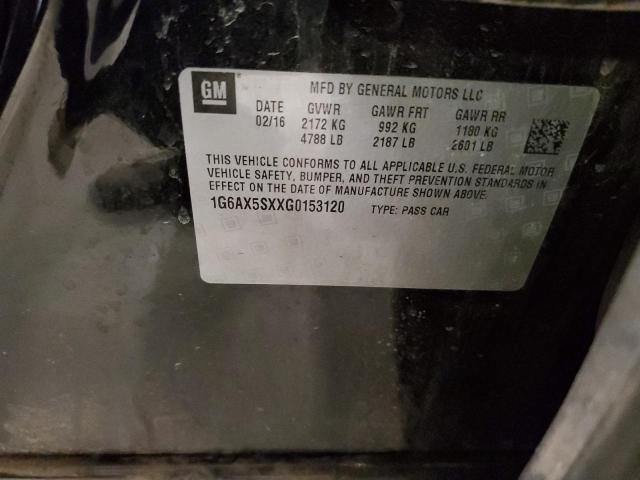 GM
MFD BY GENERAL MOTORS LLC
DATE GVWR GAWR FRT GAWR RR
02/16 2172 KG 992 KG 1180 KG
4788 LB 2187 LB 2601 LB
THIS VEHICLE CONFORMS TO ALL APPLICABLE U.S. FEDERAL MOTOR
VEHICLE SAFETY, BUMPER, AND THEFT PREVENTION STANDARDS IN
EFFECT ON THE DATE OF MANUFACTURE SHOWN ABOVE.
1G6AX5SXXG0153120 TYPE: PASS CAR